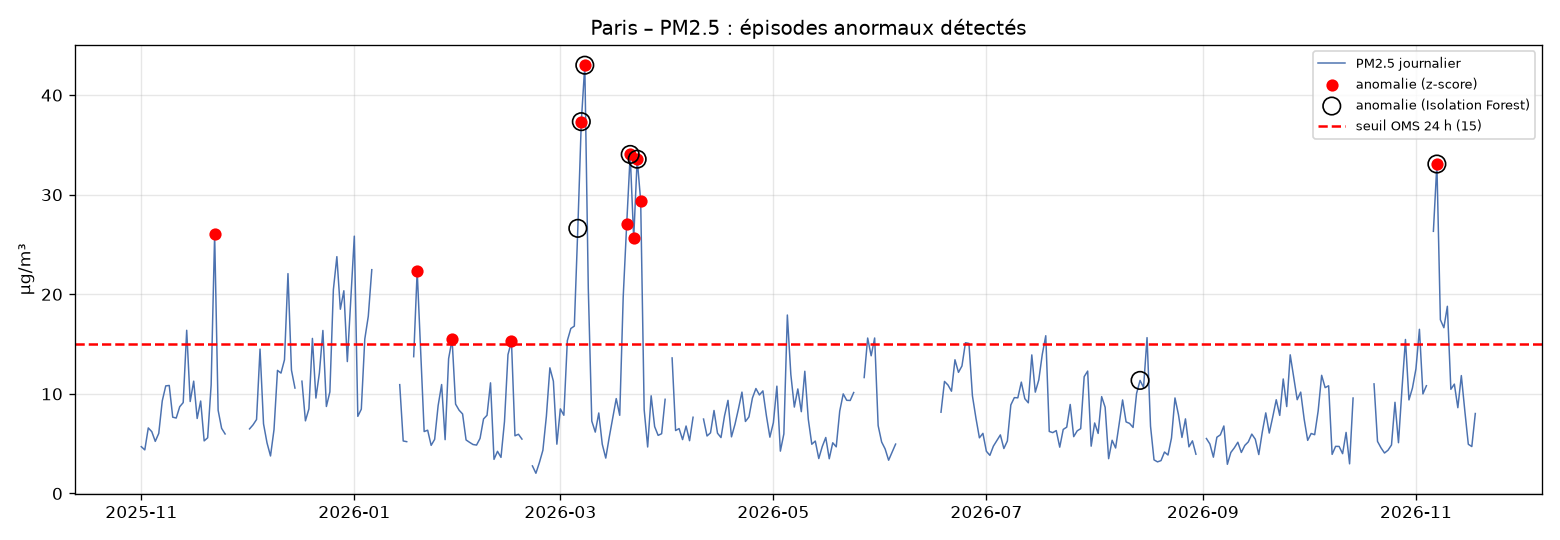 Paris – PM2.5 : épisodes anormaux détectés
PM2.5 journalier
anomalie (z-score)
anomalie (Isolation Forest)
seuil OMS 24 h (15)
µg/m³
40
30
20
10
0
2025-11
2026-01
2026-03
2026-05
2026-07
2026-09
2026-11